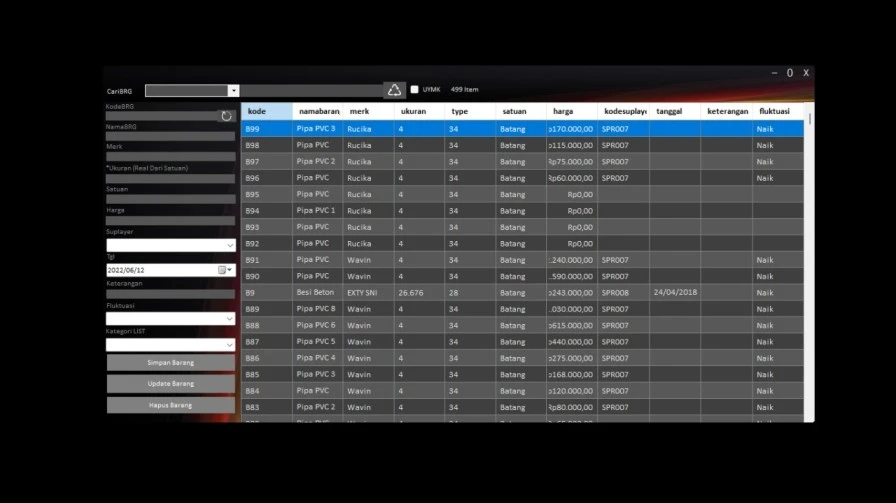 – 0 X
CariBRG UYMK 499 Item
KodeBRG
NamaBRG
Merk
*Ukuran (Real Dari Satuan)
Satuan
Harga
Suplayer
Tgl
2022/06/12
Keterangan
Fluktuasi
Kategori LIST
Simpan Barang
Update Barang
Hapus Barang
kode namabaran merk ukuran type satuan harga kodesuplaye tanggal keterangan fluktuasi
B99 Pipa PVC 3 Rucika 4 34 Batang p170.000,00 SPR007 Naik
B98 Pipa PVC Rucika 4 34 Batang p115.000,00 SPR007 Naik
B97 Pipa PVC 2 Rucika 4 34 Batang Rp75.000,00 SPR007 Naik
B96 Pipa PVC Rucika 4 34 Batang Rp60.000,00 SPR007 Naik
B95 Pipa PVC Rucika 4 34 Batang Rp0,00
B94 Pipa PVC 1 Rucika 4 34 Batang Rp0,00
B93 Pipa PVC Rucika 4 34 Batang Rp0,00
B92 Pipa PVC Rucika 4 34 Batang Rp0,00
B91 Pipa PVC Wavin 4 34 Batang .240.000,00 SPR007 Naik
B90 Pipa PVC Wavin 4 34 Batang .590.000,00 SPR007 Naik
B9 Besi Beton EXTY SNI 26.676 28 Batang p243.000,00 SPR008 24/04/2018 Naik
B89 Pipa PVC 8 Wavin 4 34 Batang .030.000,00 SPR007 Naik
B88 Pipa PVC 6 Wavin 4 34 Batang p615.000,00 SPR007 Naik
B87 Pipa PVC 5 Wavin 4 34 Batang p440.000,00 SPR007 Naik
B86 Pipa PVC 4 Wavin 4 34 Batang p275.000,00 SPR007 Naik
B85 Pipa PVC 3 Wavin 4 34 Batang p168.000,00 SPR007 Naik
B84 Pipa PVC Wavin 4 34 Batang p120.000,00 SPR007 Naik
B83 Pipa PVC 2 Wavin 4 34 Batang Rp80.000,00 SPR007 Naik